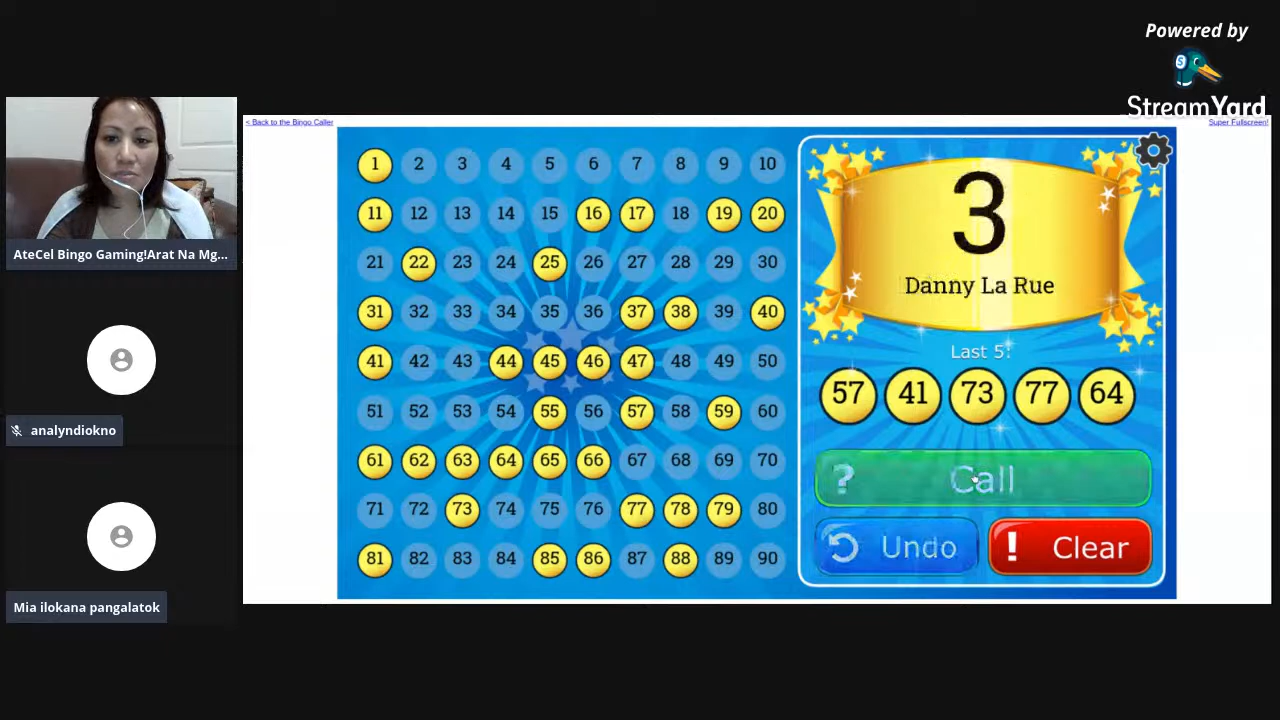 Powered by
StreamYard
< Back to the Bingo Caller
Super Fullscreen!
1 2 3 4 5 6 7 8 9 10
11 12 13 14 15 16 17 18 19 20
21 22 23 24 25 26 27 28 29 30
31 32 33 34 35 36 37 38 39 40
41 42 43 44 45 46 47 48 49 50
51 52 53 54 55 56 57 58 59 60
61 62 63 64 65 66 67 68 69 70
71 72 73 74 75 76 77 78 79 80
81 82 83 84 85 86 87 88 89 90
3
Danny La Rue
Last 5:
57 41 73 77 64
? Call
Undo
! Clear
AteCel Bingo Gaming!Arat Na Mg...
analyndiokno
Mia ilokana pangalatok